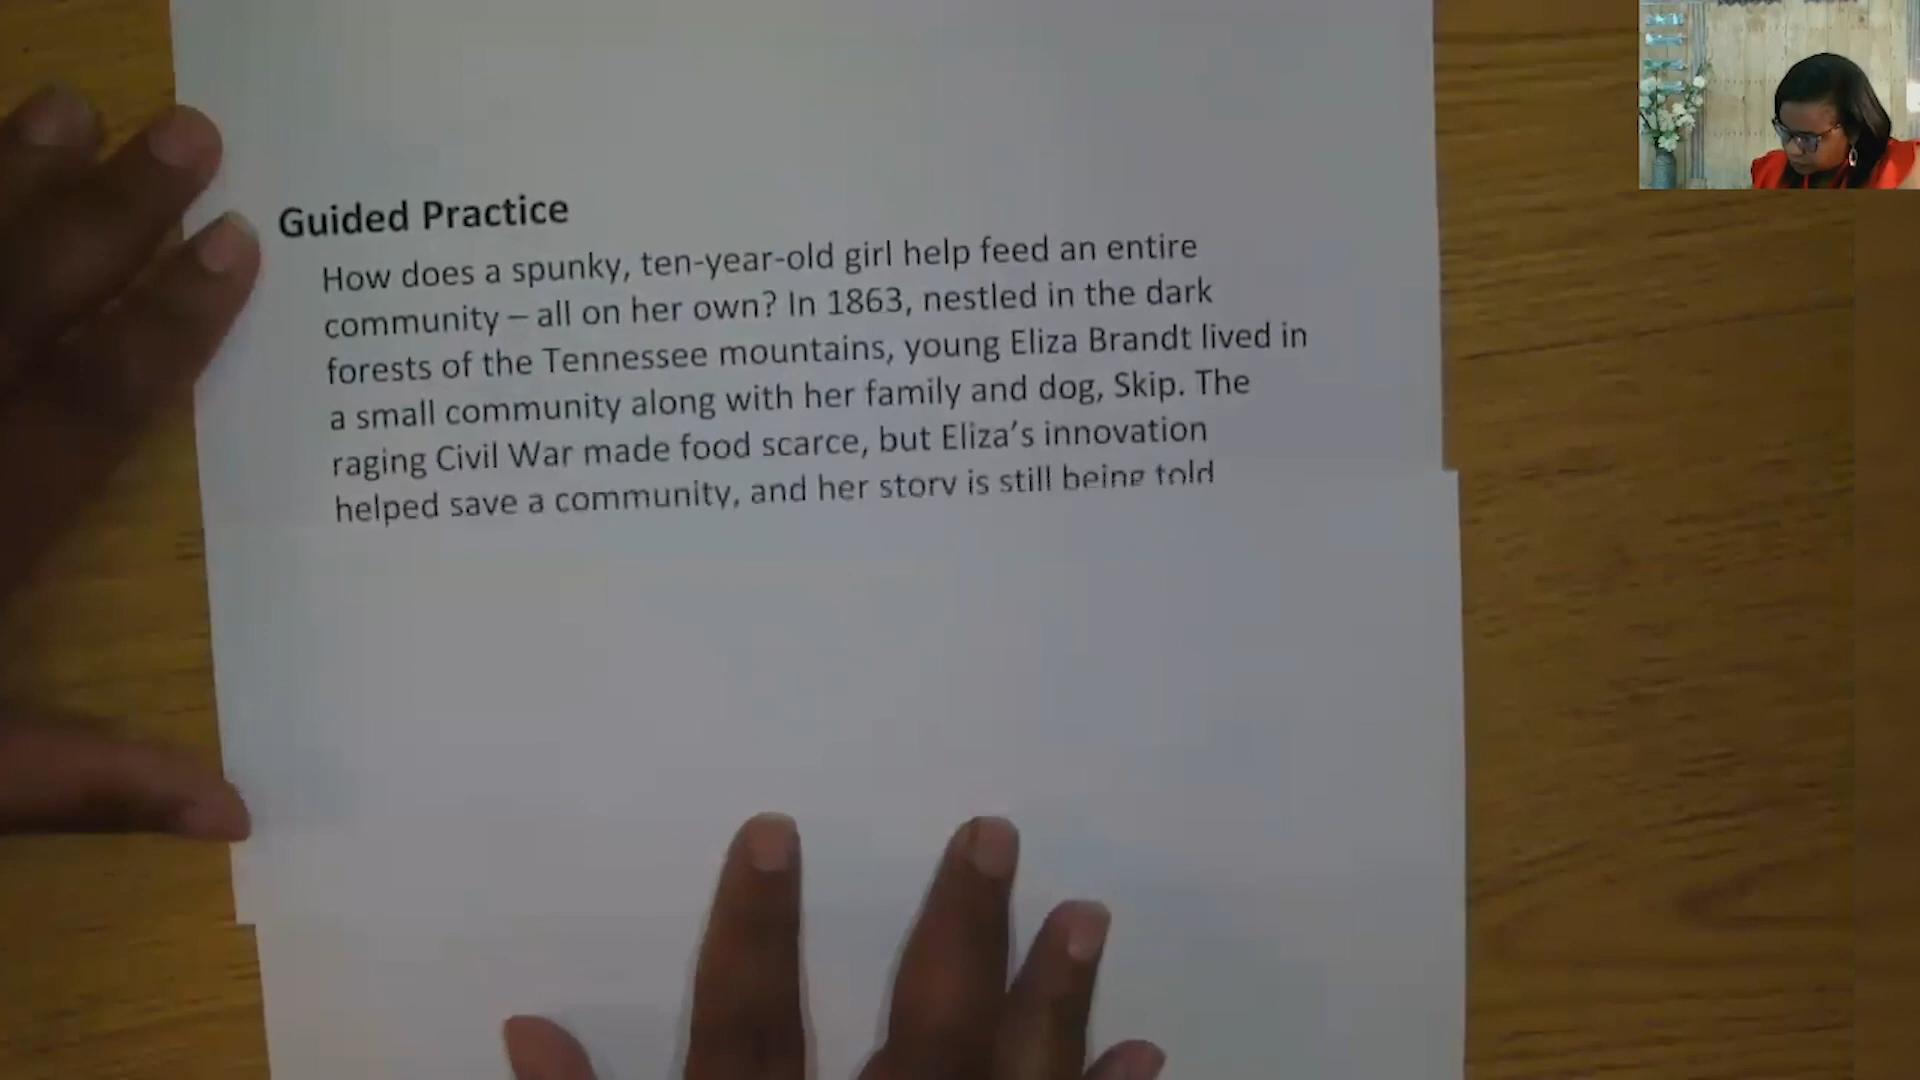 Guided Practice
How does a spunky, ten-year-old girl help feed an entire
community – all on her own? In 1863, nestled in the dark
forests of the Tennessee mountains, young Eliza Brandt lived in
a small community along with her family and dog, Skip. The
raging Civil War made food scarce, but Eliza’s innovation
helped save a community, and her story is still being told